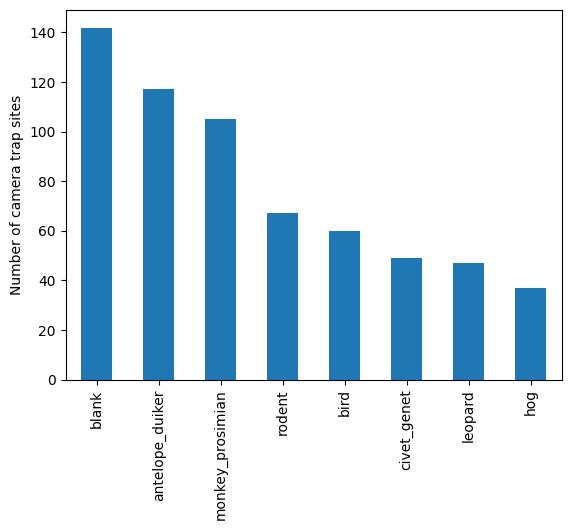 Number of camera trap sites
140
120
100
80
60
40
20
0
blank
antelope_duiker
monkey_prosimian
rodent
bird
civet_genet
leopard
hog